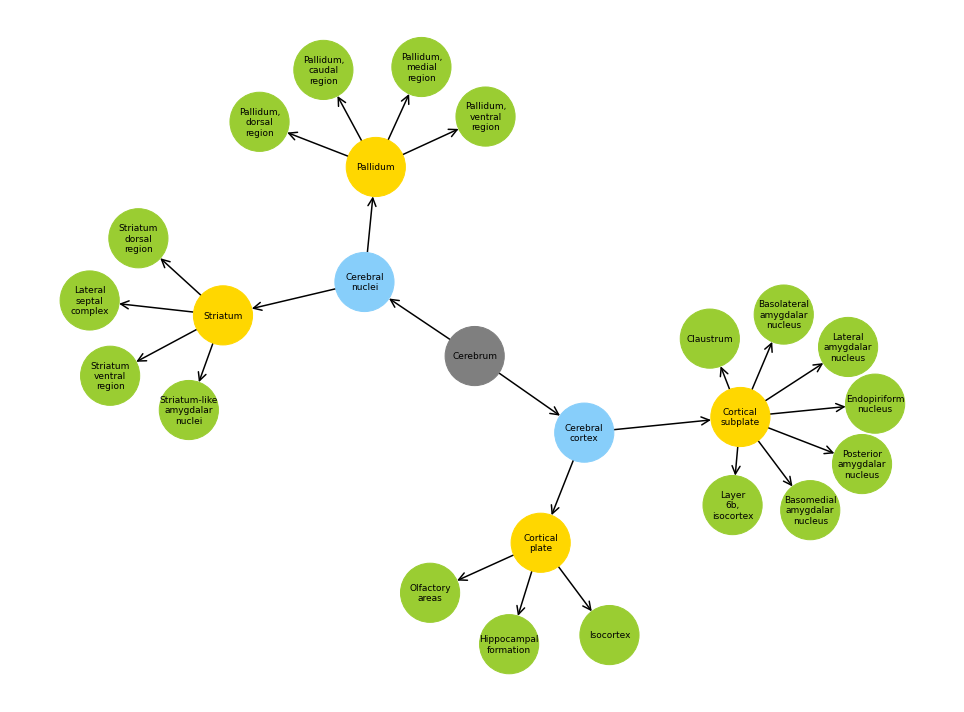 Pallidum,
caudal
region
Pallidum,
medial
region
Pallidum,
dorsal
region
Pallidum,
ventral
region
Pallidum
Striatum
dorsal
region
Lateral
septal
complex
Striatum
Striatum
ventral
region
Striatum-like
amygdalar
nuclei
Cerebral
nuclei
Cerebrum
Cerebral
cortex
Claustrum
Basolateral
amygdalar
nucleus
Lateral
amygdalar
nucleus
Endopiriform
nucleus
Cortical
subplate
Posterior
amygdalar
nucleus
Layer
6b,
isocortex
Basomedial
amygdalar
nucleus
Cortical
plate
Olfactory
areas
Hippocampal
formation
Isocortex